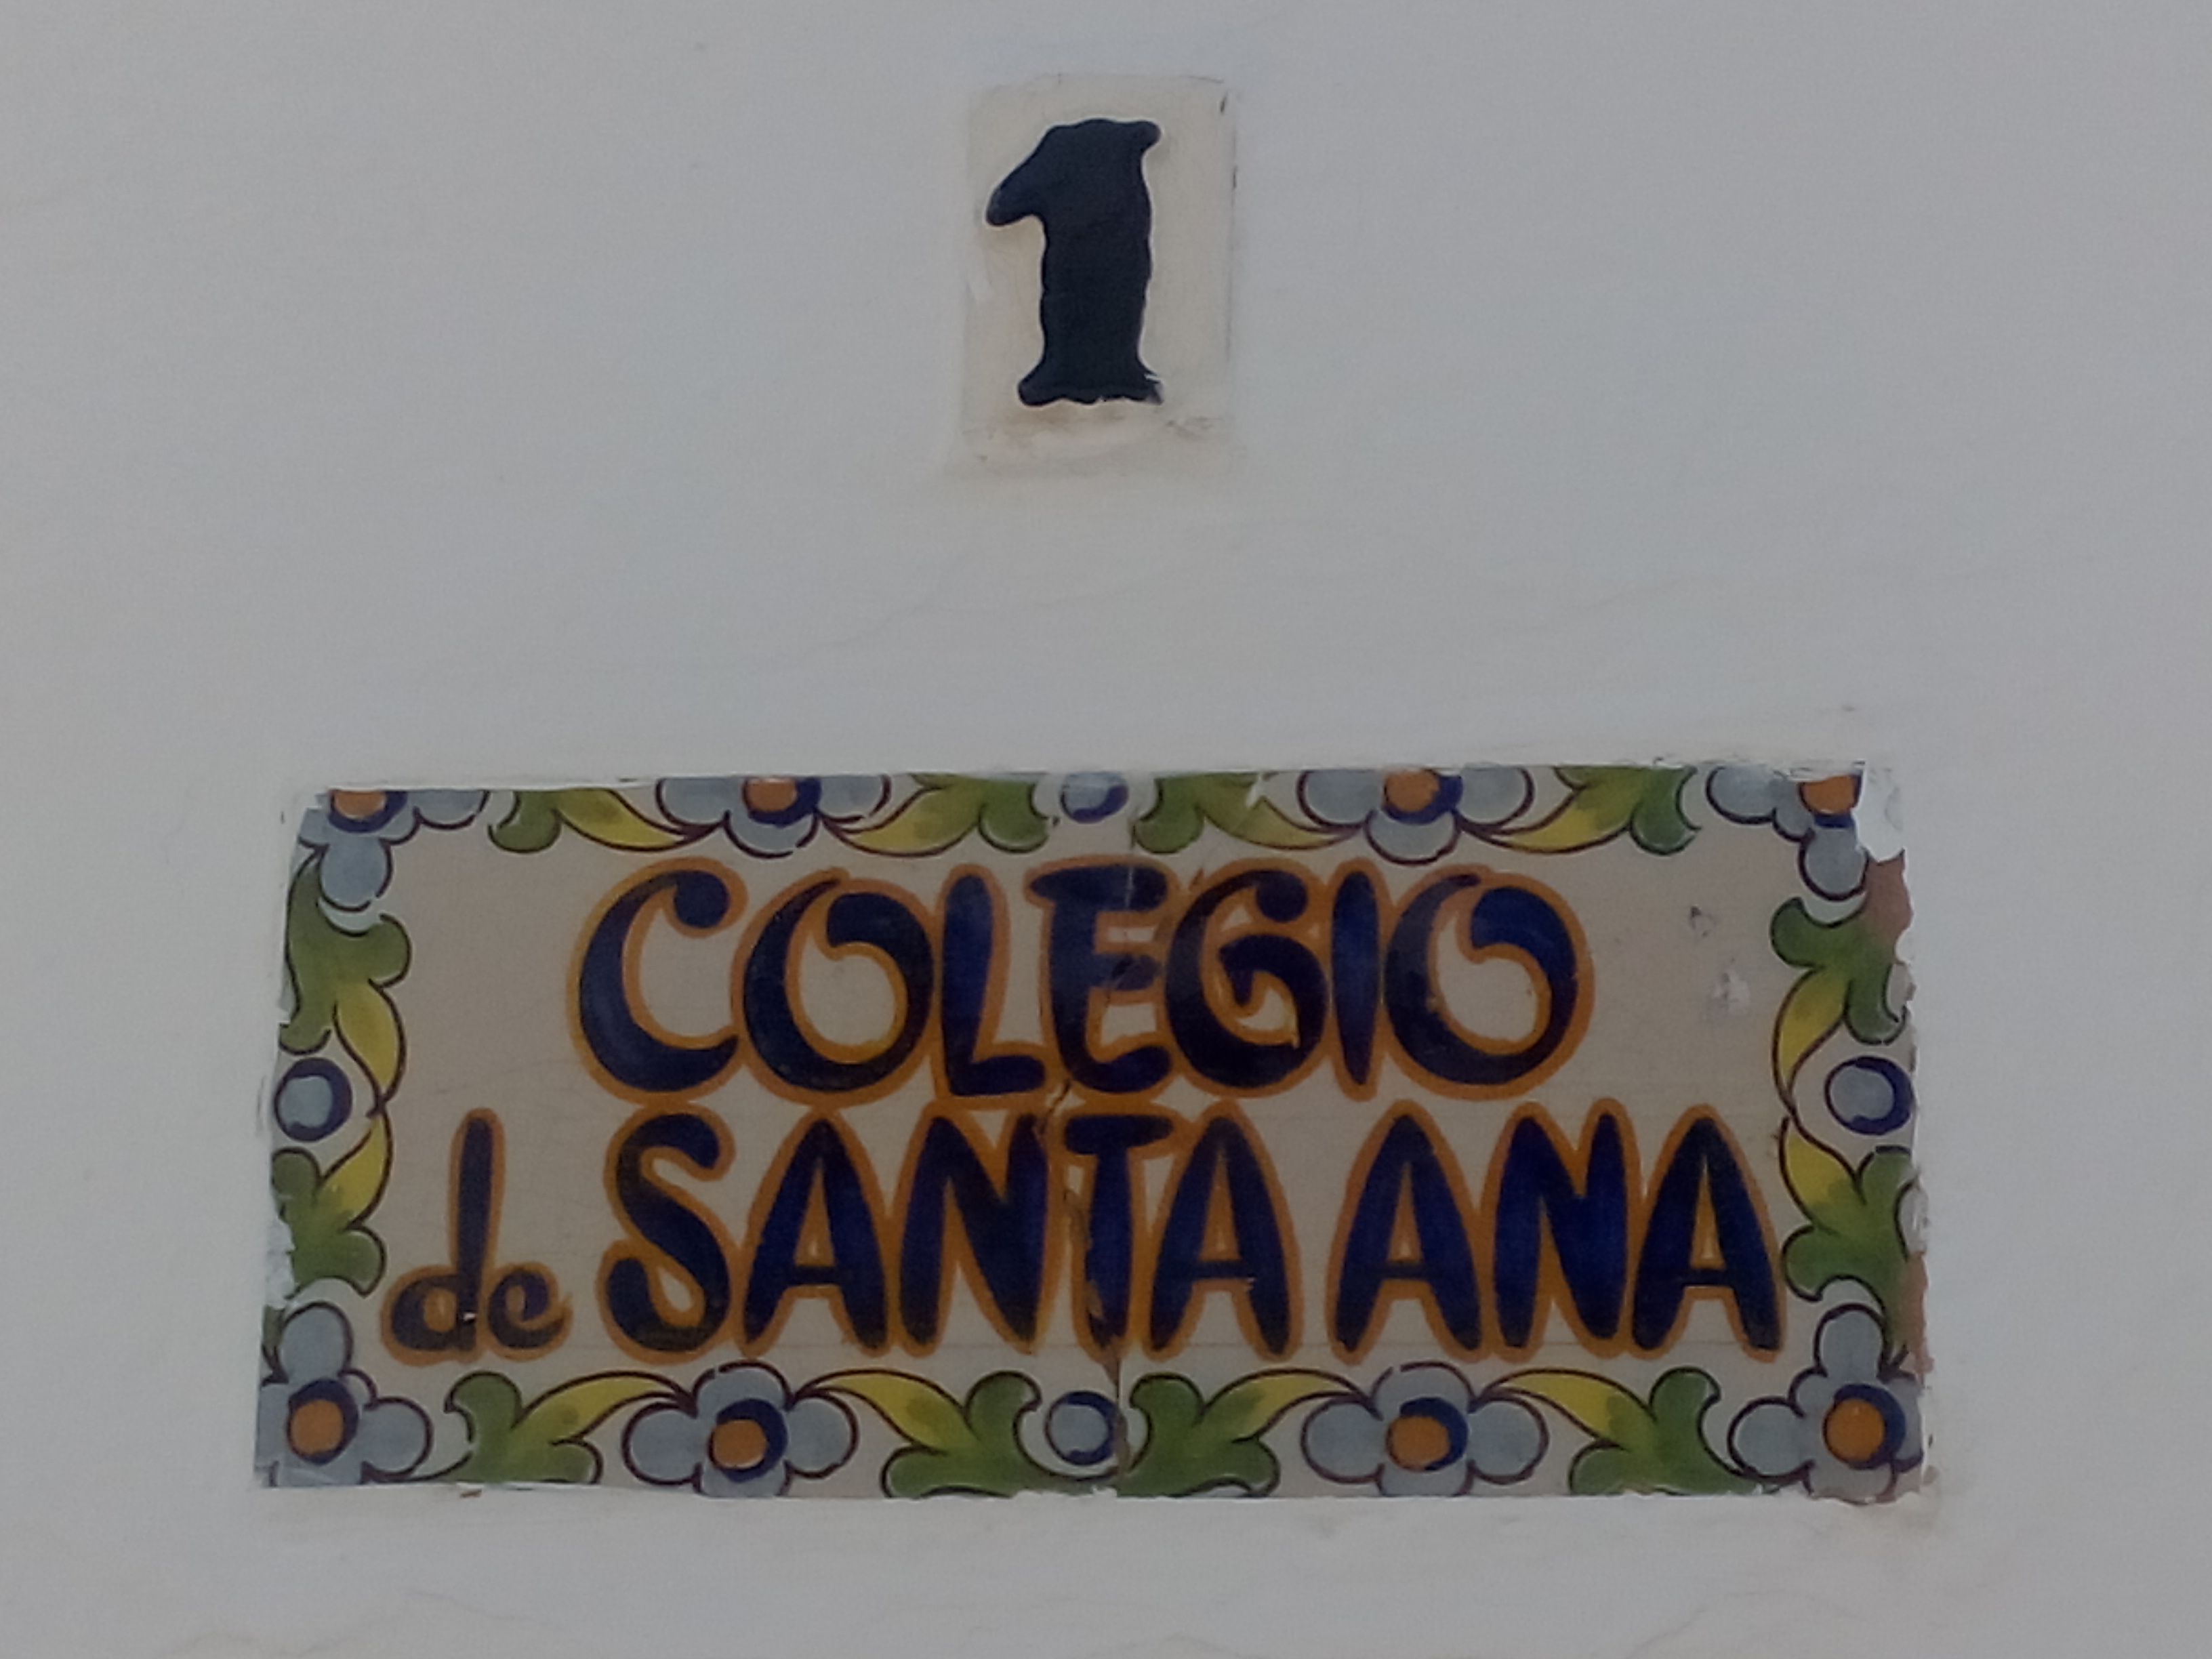 1
COLEGIO
de SANTA ANA